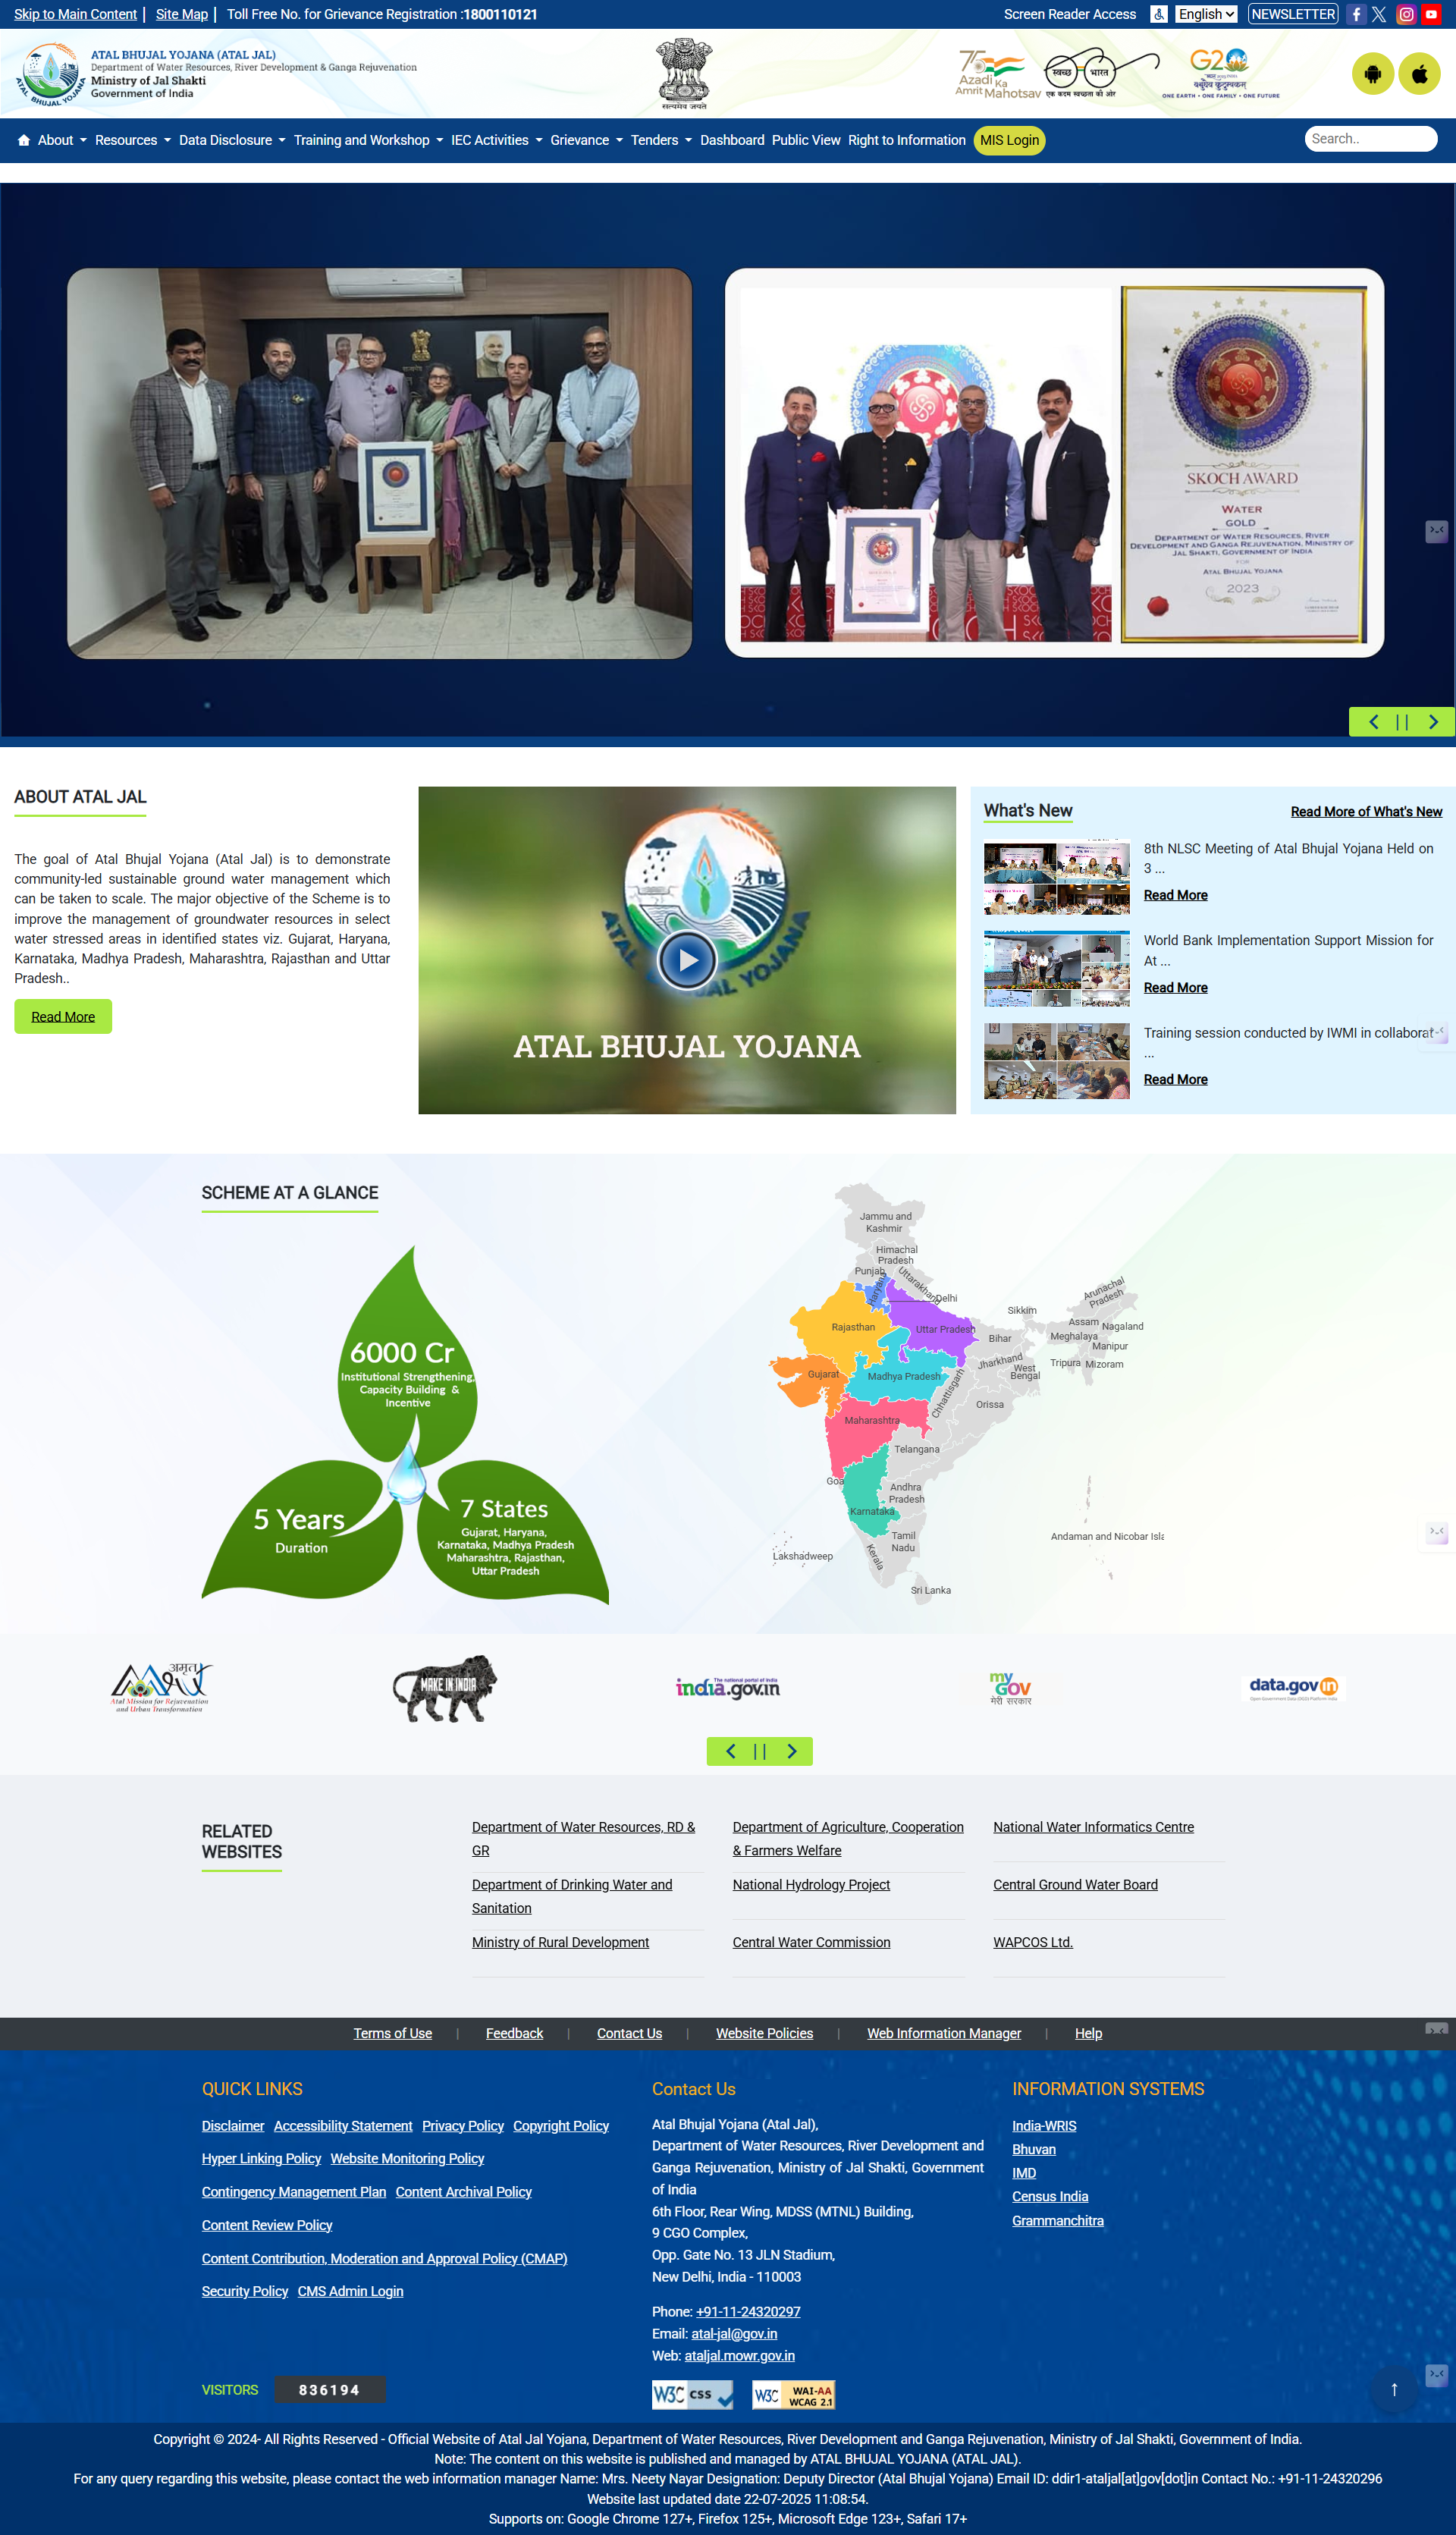 Skip to Main Content
Site Map
Toll Free No. for Grievance Registration :1800110121
Screen Reader Access
English
NEWSLETTER
ATAL BHUJAL YOJANA (ATAL JAL)
Department of Water Resources, River Development & Ganga Rejuvenation
Ministry of Jal Shakti
Government of India
ATAL BHUJAL YOJANA
सत्यमेव जयते
75
Azadi Ka
Amrit Mahotsav
स्वच्छ भारत
एक कदम स्वच्छता की ओर
G20
वसुधैव कुटुम्बकम्
ONE EARTH • ONE FAMILY • ONE FUTURE
About
Resources
Data Disclosure
Training and Workshop
IEC Activities
Grievance
Tenders
Dashboard
Public View
Right to Information
MIS Login
Search..
SKOCH AWARD
WATER
GOLD
DEPARTMENT OF WATER RESOURCES, RIVER
DEVELOPMENT AND GANGA REJUVENATION, MINISTRY OF
JAL SHAKTI, GOVERNMENT OF INDIA
FOR
ATAL BHUJAL YOJANA
2023
ABOUT ATAL JAL
The goal of Atal Bhujal Yojana (Atal Jal) is to demonstrate
community-led sustainable ground water management which
can be taken to scale. The major objective of the Scheme is to
improve the management of groundwater resources in select
water stressed areas in identified states viz. Gujarat, Haryana,
Karnataka, Madhya Pradesh, Maharashtra, Rajasthan and Uttar
Pradesh..
Read More
ATAL BHUJAL YOJANA
ATAL BHUJAL YOJANA
What's New
Read More of What's New
8th NLSC Meeting of Atal Bhujal Yojana Held on
3 ...
Read More
World Bank Implementation Support Mission for
At ...
Read More
Training session conducted by IWMI in collaborat
...
Read More
SCHEME AT A GLANCE
6000 Cr
Institutional Strengthening,
Capacity Building &
Incentive
5 Years
Duration
7 States
Gujarat, Haryana,
Karnataka, Madhya Pradesh
Maharashtra, Rajasthan,
Uttar Pradesh
Jammu and
Kashmir
Himachal
Pradesh
Punjab
Haryana
Uttarakhand
Delhi
Rajasthan
Uttar Pradesh
Bihar
Sikkim
Arunachal
Pradesh
Assam
Nagaland
Meghalaya
Manipur
Tripura
Mizoram
Gujarat
Madhya Pradesh
Jharkhand
West
Bengal
Chhattisgarh
Orissa
Maharashtra
Telangana
Goa
Andhra
Pradesh
Karnataka
Tamil
Nadu
Kerala
Lakshadweep
Andaman and Nicobar Isla
Sri Lanka
अमृत
Atal Mission for Rejuvenation
and Urban Transformation
MAKE IN INDIA
The national portal of India
india.gov.in
my
GOV
मेरी सरकार
data.gov in
Open Government Data (OGD) Platform India
RELATED
WEBSITES
Department of Water Resources, RD &
GR
Department of Agriculture, Cooperation
& Farmers Welfare
National Water Informatics Centre
Department of Drinking Water and
Sanitation
National Hydrology Project
Central Ground Water Board
Ministry of Rural Development
Central Water Commission
WAPCOS Ltd.
Terms of Use | Feedback | Contact Us | Website Policies | Web Information Manager | Help
QUICK LINKS
Disclaimer Accessibility Statement Privacy Policy Copyright Policy
Hyper Linking Policy Website Monitoring Policy
Contingency Management Plan Content Archival Policy
Content Review Policy
Content Contribution, Moderation and Approval Policy (CMAP)
Security Policy CMS Admin Login
VISITORS 836194
Contact Us
Atal Bhujal Yojana (Atal Jal),
Department of Water Resources, River Development and
Ganga Rejuvenation, Ministry of Jal Shakti, Government
of India
6th Floor, Rear Wing, MDSS (MTNL) Building,
9 CGO Complex,
Opp. Gate No. 13 JLN Stadium,
New Delhi, India - 110003
Phone: +91-11-24320297
Email: atal-jal@gov.in
Web: ataljal.mowr.gov.in
W3C css
W3C WAI-AA
WCAG 2.1
INFORMATION SYSTEMS
India-WRIS
Bhuvan
IMD
Census India
Grammanchitra
↑
Copyright © 2024- All Rights Reserved - Official Website of Atal Jal Yojana, Department of Water Resources, River Development and Ganga Rejuvenation, Ministry of Jal Shakti, Government of India.
Note: The content on this website is published and managed by ATAL BHUJAL YOJANA (ATAL JAL).
For any query regarding this website, please contact the web information manager Name: Mrs. Neety Nayar Designation: Deputy Director (Atal Bhujal Yojana) Email ID: ddir1-ataljal[at]gov[dot]in Contact No.: +91-11-24320296
Website last updated date 22-07-2025 11:08:54.
Supports on: Google Chrome 127+, Firefox 125+, Microsoft Edge 123+, Safari 17+